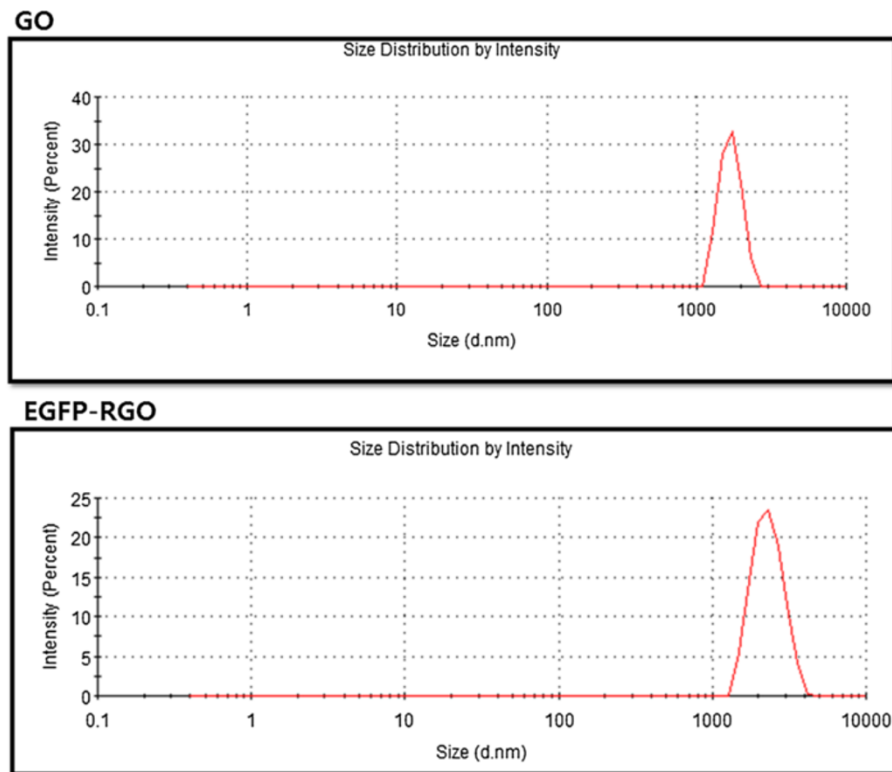 GO
Size Distribution by Intensity
40
30
20
10
0
Intensity (Percent)
0.1 1 10 100 1000 10000
Size (d.nm)
EGFP-RGO
Size Distribution by Intensity
25
20
15
10
5
0
Intensity (Percent)
0.1 1 10 100 1000 10000
Size (d.nm)